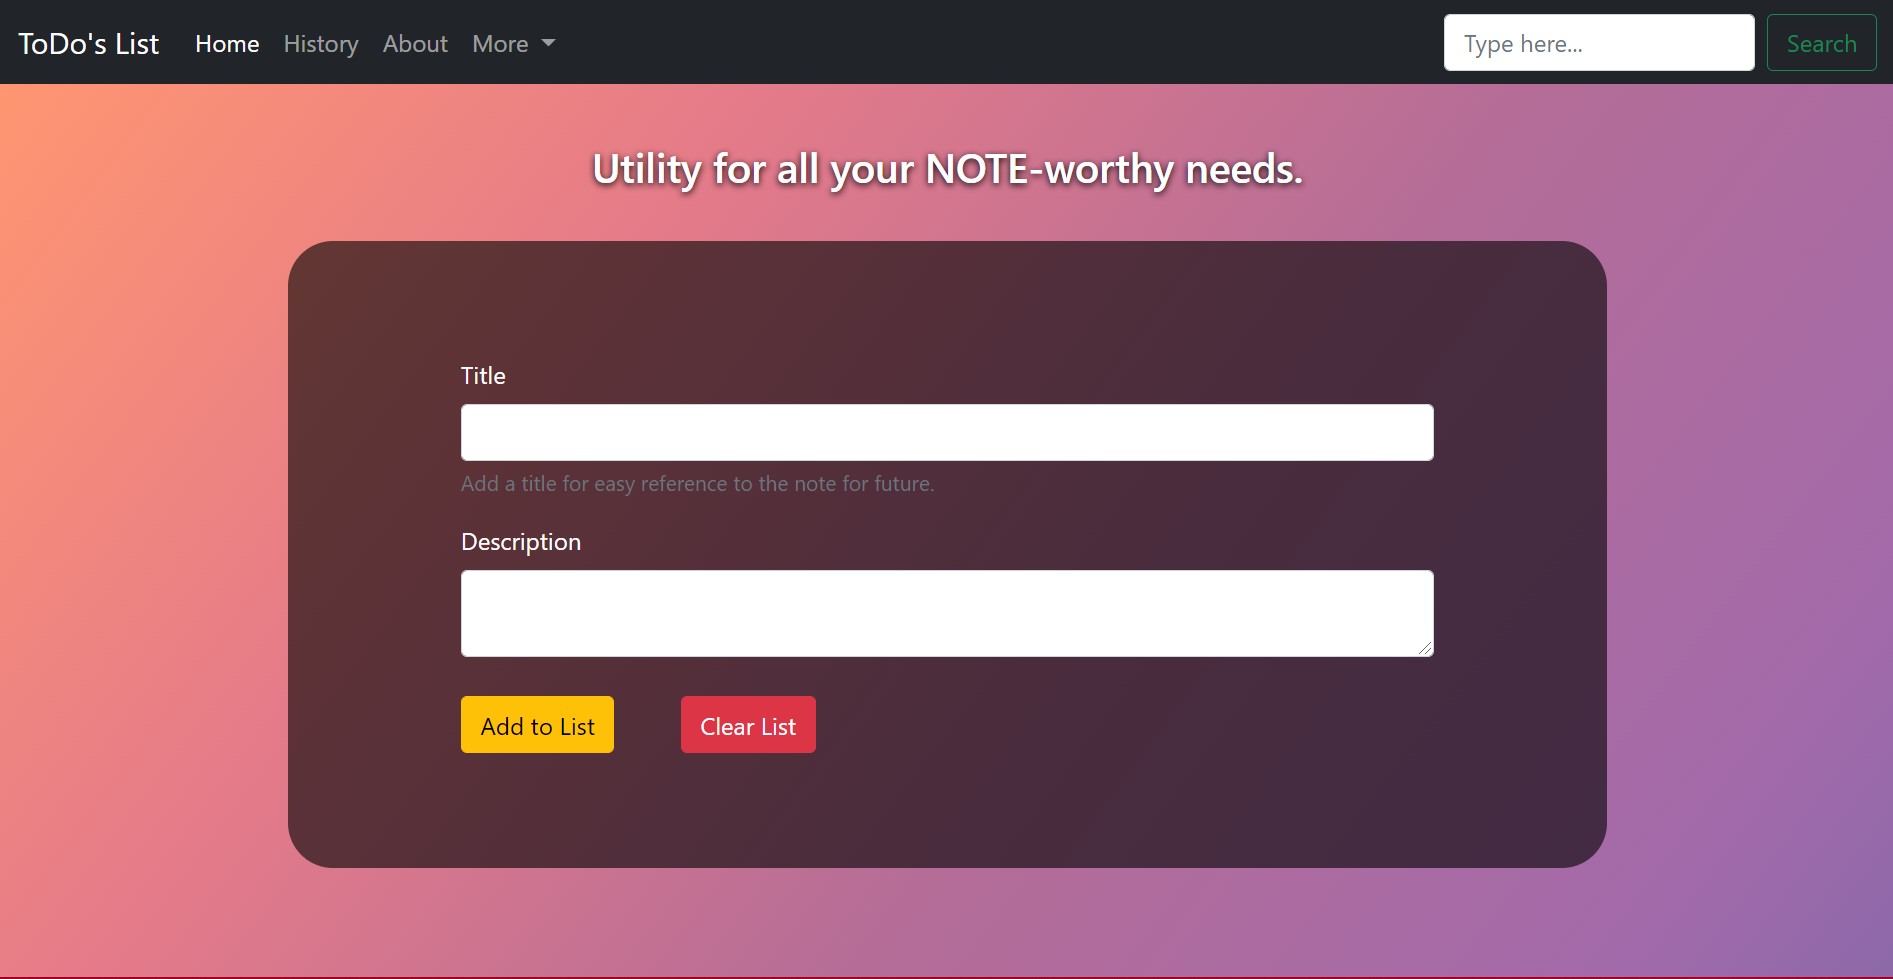 ToDo's List Home History About More Type here... Search
Utility for all your NOTE-worthy needs.
Title
Add a title for easy reference to the note for future.
Description
Add to List Clear List